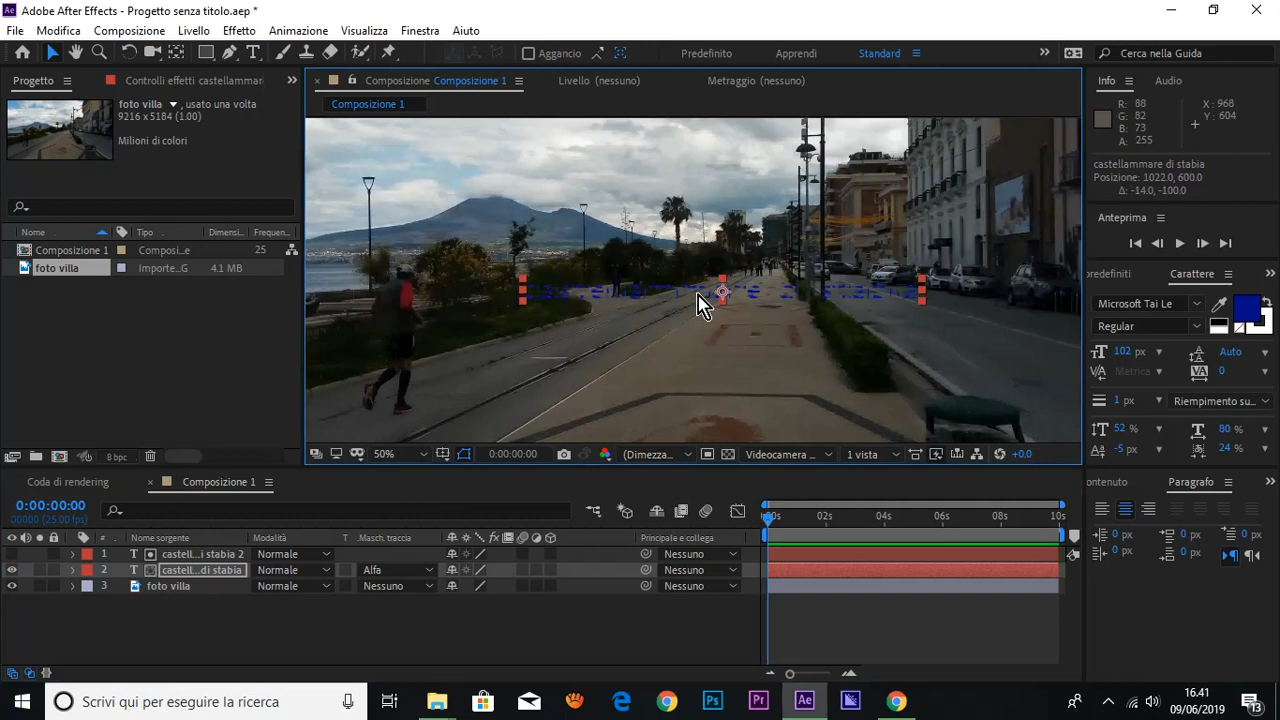 Adobe After Effects - Progetto senza titolo.aep *
File Modifica Composizione Livello Effetto Animazione Visualizza Finestra Aiuto
Aggancio Predefinito Apprendi Standard Cerca nella Guida
Progetto Controlli effetti castellammar
Composizione Composizione 1 Livello (nessuno) Metraggio (nessuno)
Info Audio
Composizione 1
foto villa , usato una volta
9216 x 5184 (1.00)
Milioni di colori
R: 88
G: 82
B: 73
A: 255
X: 968
Y: 604
castellammare di stabia
Posizione: 1022.0, 600.0
Δ: -14.0, -100.0
Anteprima
Nome Tipo Dimensi... Frequen...
Composizione 1 Composi...e 25
foto villa Importe...G 4.1 MB
redefiniti Carattere
Microsoft Tai Le
Regular
102 px Auto
Metrica 0
1 px Riempimento su...
52 % 80 %
-5 px 24 %
8 bpc
50% 0:00:00:00 (Dimezza... Videocamera ... 1 vista +0.0
Coda di rendering Composizione 1
ontenuto Paragrafo
0 px 0 px 0 px
0 px 0 px
0:00:00:00
00000 (25.00 fps)
00s 02s 04s 06s 08s 10s
# Nome sorgente Modalità T Masch. traccia Principale e collega
1 T castell...i stabia 2 Normale Nessuno
2 T castell...di stabia Normale Alfa Nessuno
3 foto villa Normale Nessuno Nessuno
Scrivi qui per eseguire la ricerca
Ps Pr Ae
16.41
09/06/2019
13